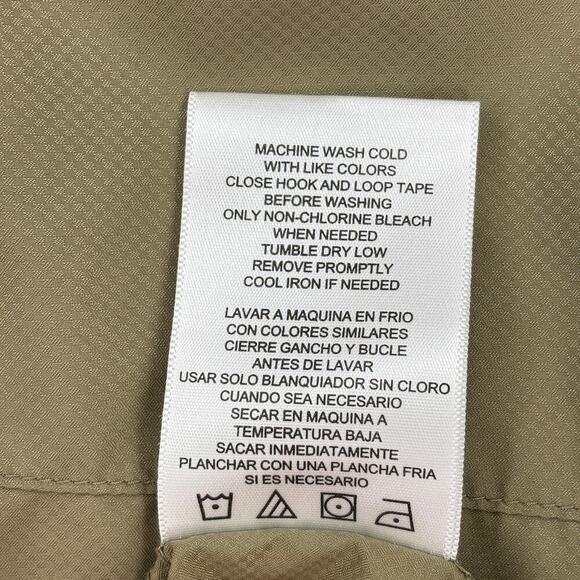 MACHINE WASH COLD
WITH LIKE COLORS
CLOSE HOOK AND LOOP TAPE
BEFORE WASHING
ONLY NON-CHLORINE BLEACH
WHEN NEEDED
TUMBLE DRY LOW
REMOVE PROMPTLY
COOL IRON IF NEEDED
LAVAR A MAQUINA EN FRIO
CON COLORES SIMILARES
CIERRE GANCHO Y BUCLE
ANTES DE LAVAR
USAR SOLO BLANQUIADOR SIN CLORO
CUANDO SEA NECESARIO
SECAR EN MAQUINA A
TEMPERATURA BAJA
SACAR INMEDIATAMENTE
PLANCHAR CON UNA PLANCHA FRIA
SI ES NECESARIO